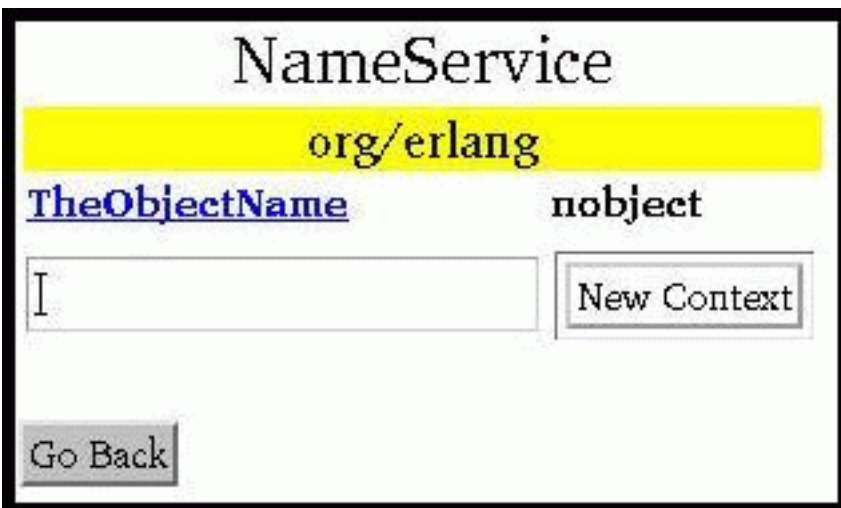 NameService
org/erlang
TheObjectName nobject
New Context
Go Back